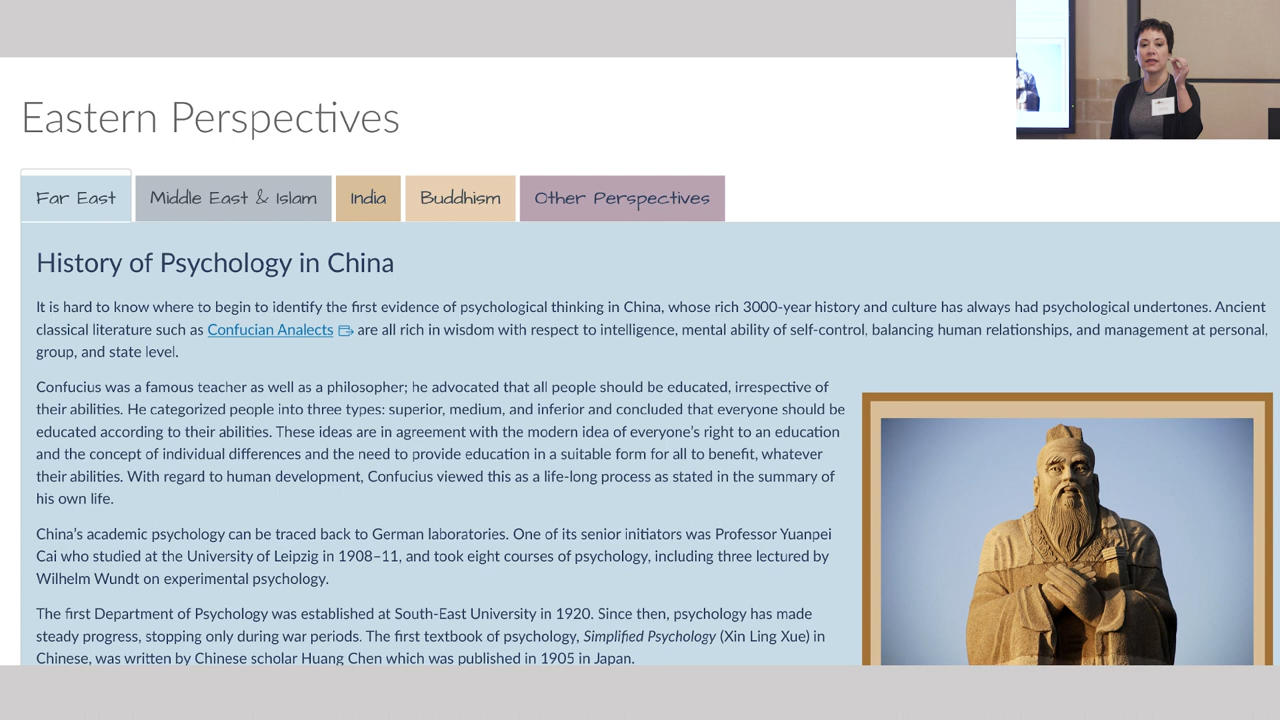 Eastern Perspectives
Far East
Middle East & Islam
India
Buddhism
Other Perspectives
History of Psychology in China
It is hard to know where to begin to identify the first evidence of psychological thinking in China, whose rich 3000-year history and culture has always had psychological undertones. Ancient
classical literature such as Confucian Analects are all rich in wisdom with respect to intelligence, mental ability of self-control, balancing human relationships, and management at personal,
group, and state level.
Confucius was a famous teacher as well as a philosopher; he advocated that all people should be educated, irrespective of
their abilities. He categorized people into three types: superior, medium, and inferior and concluded that everyone should be
educated according to their abilities. These ideas are in agreement with the modern idea of everyone's right to an education
and the concept of individual differences and the need to provide education in a suitable form for all to benefit, whatever
their abilities. With regard to human development, Confucius viewed this as a life-long process as stated in the summary of
his own life.
China's academic psychology can be traced back to German laboratories. One of its senior initiators was Professor Yuanpei
Cai who studied at the University of Leipzig in 1908–11, and took eight courses of psychology, including three lectured by
Wilhelm Wundt on experimental psychology.
The first Department of Psychology was established at South-East University in 1920. Since then, psychology has made
steady progress, stopping only during war periods. The first textbook of psychology, Simplified Psychology (Xin Ling Xue) in
Chinese, was written by Chinese scholar Huang Chen which was published in 1905 in Japan.